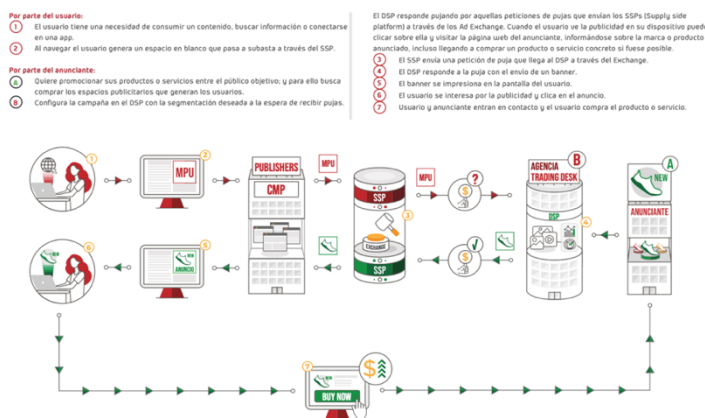 Por parte del usuario:
1 El usuario tiene una necesidad de consumir un contenido, buscar información o conectarse
en una app.
2 Al navegar el usuario genera un espacio en blanco que pasa a subasta a través del SSP.
Por parte del anunciante:
A Quiere promocionar sus productos o servicios entre el público objetivo; y para ello busca
comprar los espacios publicitarios que generan los usuarios.
B Configura la campaña en el DSP con la segmentación deseada a la espera de recibir pujas.
El DSP responde pujando por aquellas peticiones de pujas que envían los SSPs (Supply side
platform) a través de los Ad Exchange. Cuando el usuario ve la publicidad en su dispositivo puede
clicar sobre ella y visitar la página web del anunciante, informándose sobre la marca o producto
anunciado, incluso llegando a comprar un producto o servicio concreto si fuese posible.
3 El SSP envía una petición de puja que llega al DSP a través del Exchange.
4 El DSP responde a la puja con el envío de un banner.
5 El banner se impresiona en la pantalla del usuario.
6 El usuario se interesa por la publicidad y clica en el anuncio.
7 Usuario y anunciante entran en contacto y el usuario compra el producto o servicio.
1
2
MPU
PUBLISHERS
CMP
MPU
SSP
MPU
$ ?
AGENCIA
TRADING DESK
B
A
NEW
ANUNCIANTE
DSP
3
EXCHANGE
4
6
5
ANUNCIO
SSP
$
7
$
BUY NOW